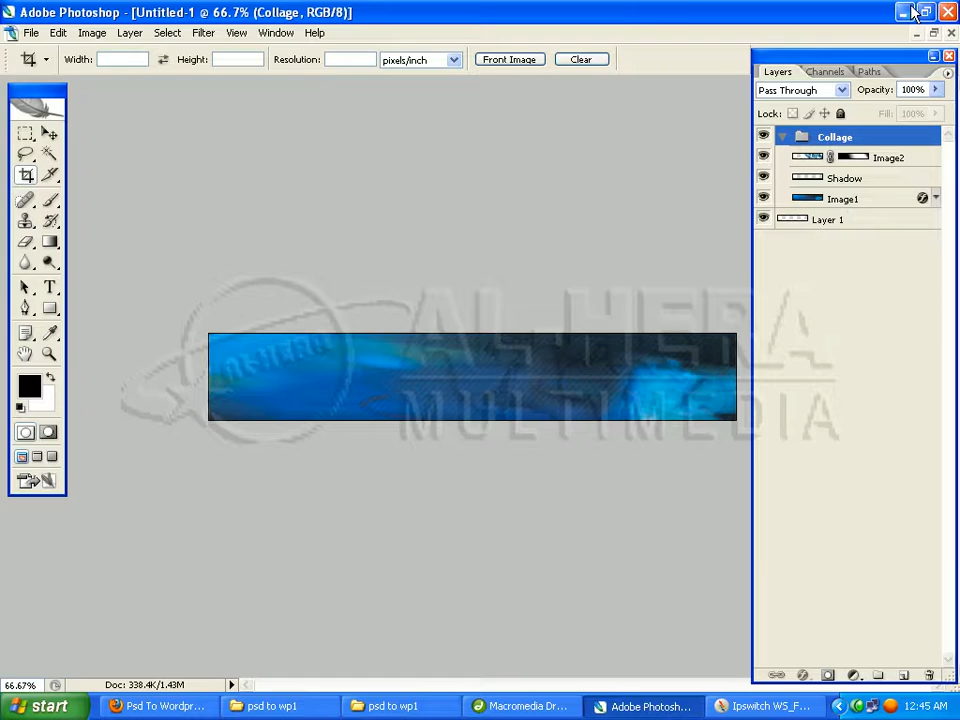 Adobe Photoshop - [Untitled-1 @ 66.7% (Collage, RGB/8)]
File Edit Image Layer Select Filter View Window Help
Width: Height: Resolution: pixels/inch Front Image Clear
Layers Channels Paths
Pass Through Opacity: 100%
Lock: Fill: 100%
Collage
Image2
Shadow
Image1
Layer 1
AL-HERA
MULTIMEDIA
66.67% Doc: 338.4K/1.43M
start Psd To Wordpr... psd to wp1 psd to wp1 Macromedia Dr... Adobe Photosh... Ipswitch WS_F... 12:45 AM